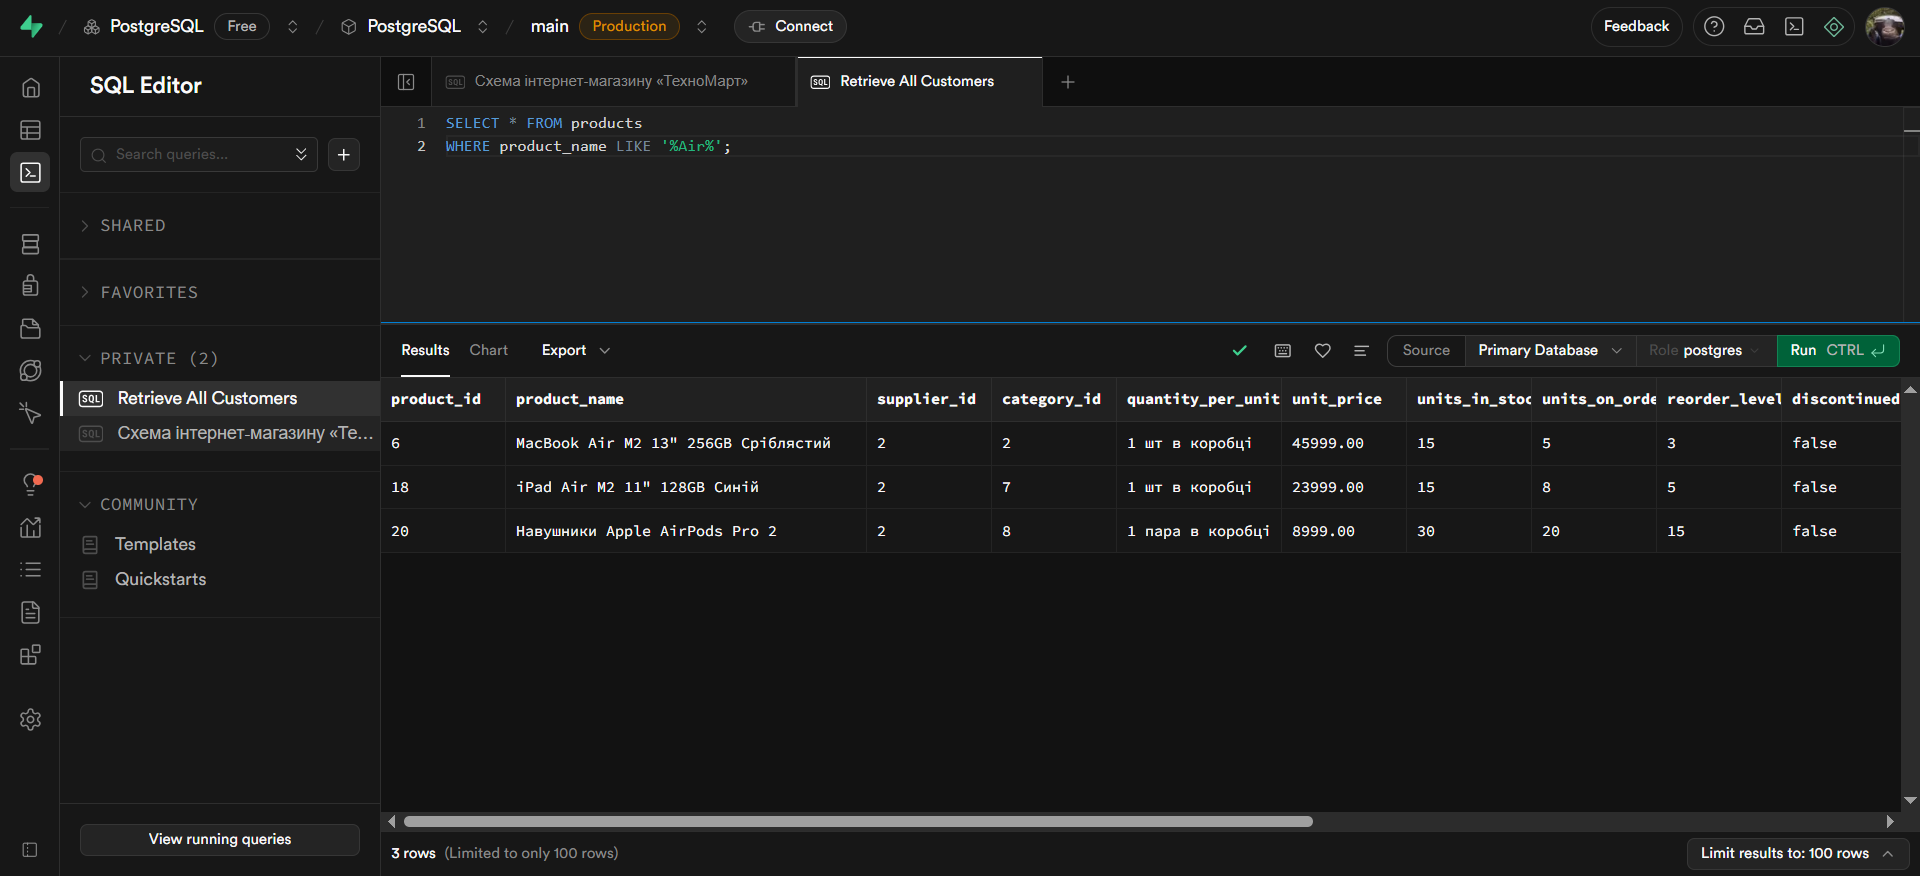 PostgreSQL Free PostgreSQL main Production Connect Feedback
SQL Editor
Search queries...
SHARED
FAVORITES
PRIVATE (2)
SQL Retrieve All Customers
SQL Схема інтернет-магазину «Те...
COMMUNITY
Templates
Quickstarts
View running queries
SQL Схема інтернет-магазину «ТехноМарт» SQL Retrieve All Customers
1 SELECT * FROM products
2 WHERE product_name LIKE '%Air%';
Results Chart Export Source Primary Database Role postgres Run CTRL
product_id product_name supplier_id category_id quantity_per_unit unit_price units_in_stoc units_on_orde reorder_level discontinued
6 MacBook Air M2 13" 256GB Сріблястий 2 2 1 шт в коробці 45999.00 15 5 3 false
18 iPad Air M2 11" 128GB Синій 2 7 1 шт в коробці 23999.00 15 8 5 false
20 Навушники Apple AirPods Pro 2 2 8 1 пара в коробці 8999.00 30 20 15 false
3 rows (Limited to only 100 rows) Limit results to: 100 rows